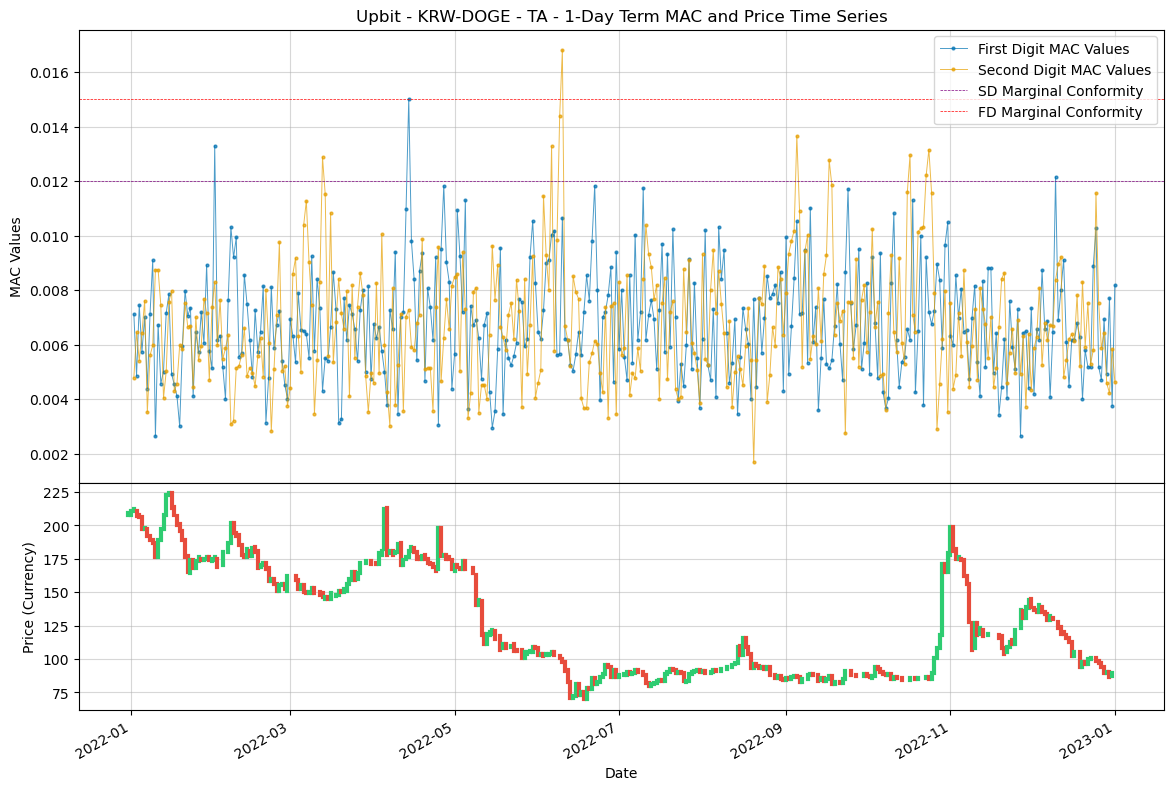 Upbit - KRW-DOGE - TA - 1-Day Term MAC and Price Time Series
First Digit MAC Values
Second Digit MAC Values
SD Marginal Conformity
FD Marginal Conformity
MAC Values
0.016
0.014
0.012
0.010
0.008
0.006
0.004
0.002
Price (Currency)
225
200
175
150
125
100
75
2022-01
2022-03
2022-05
2022-07
2022-09
2022-11
2023-01
Date